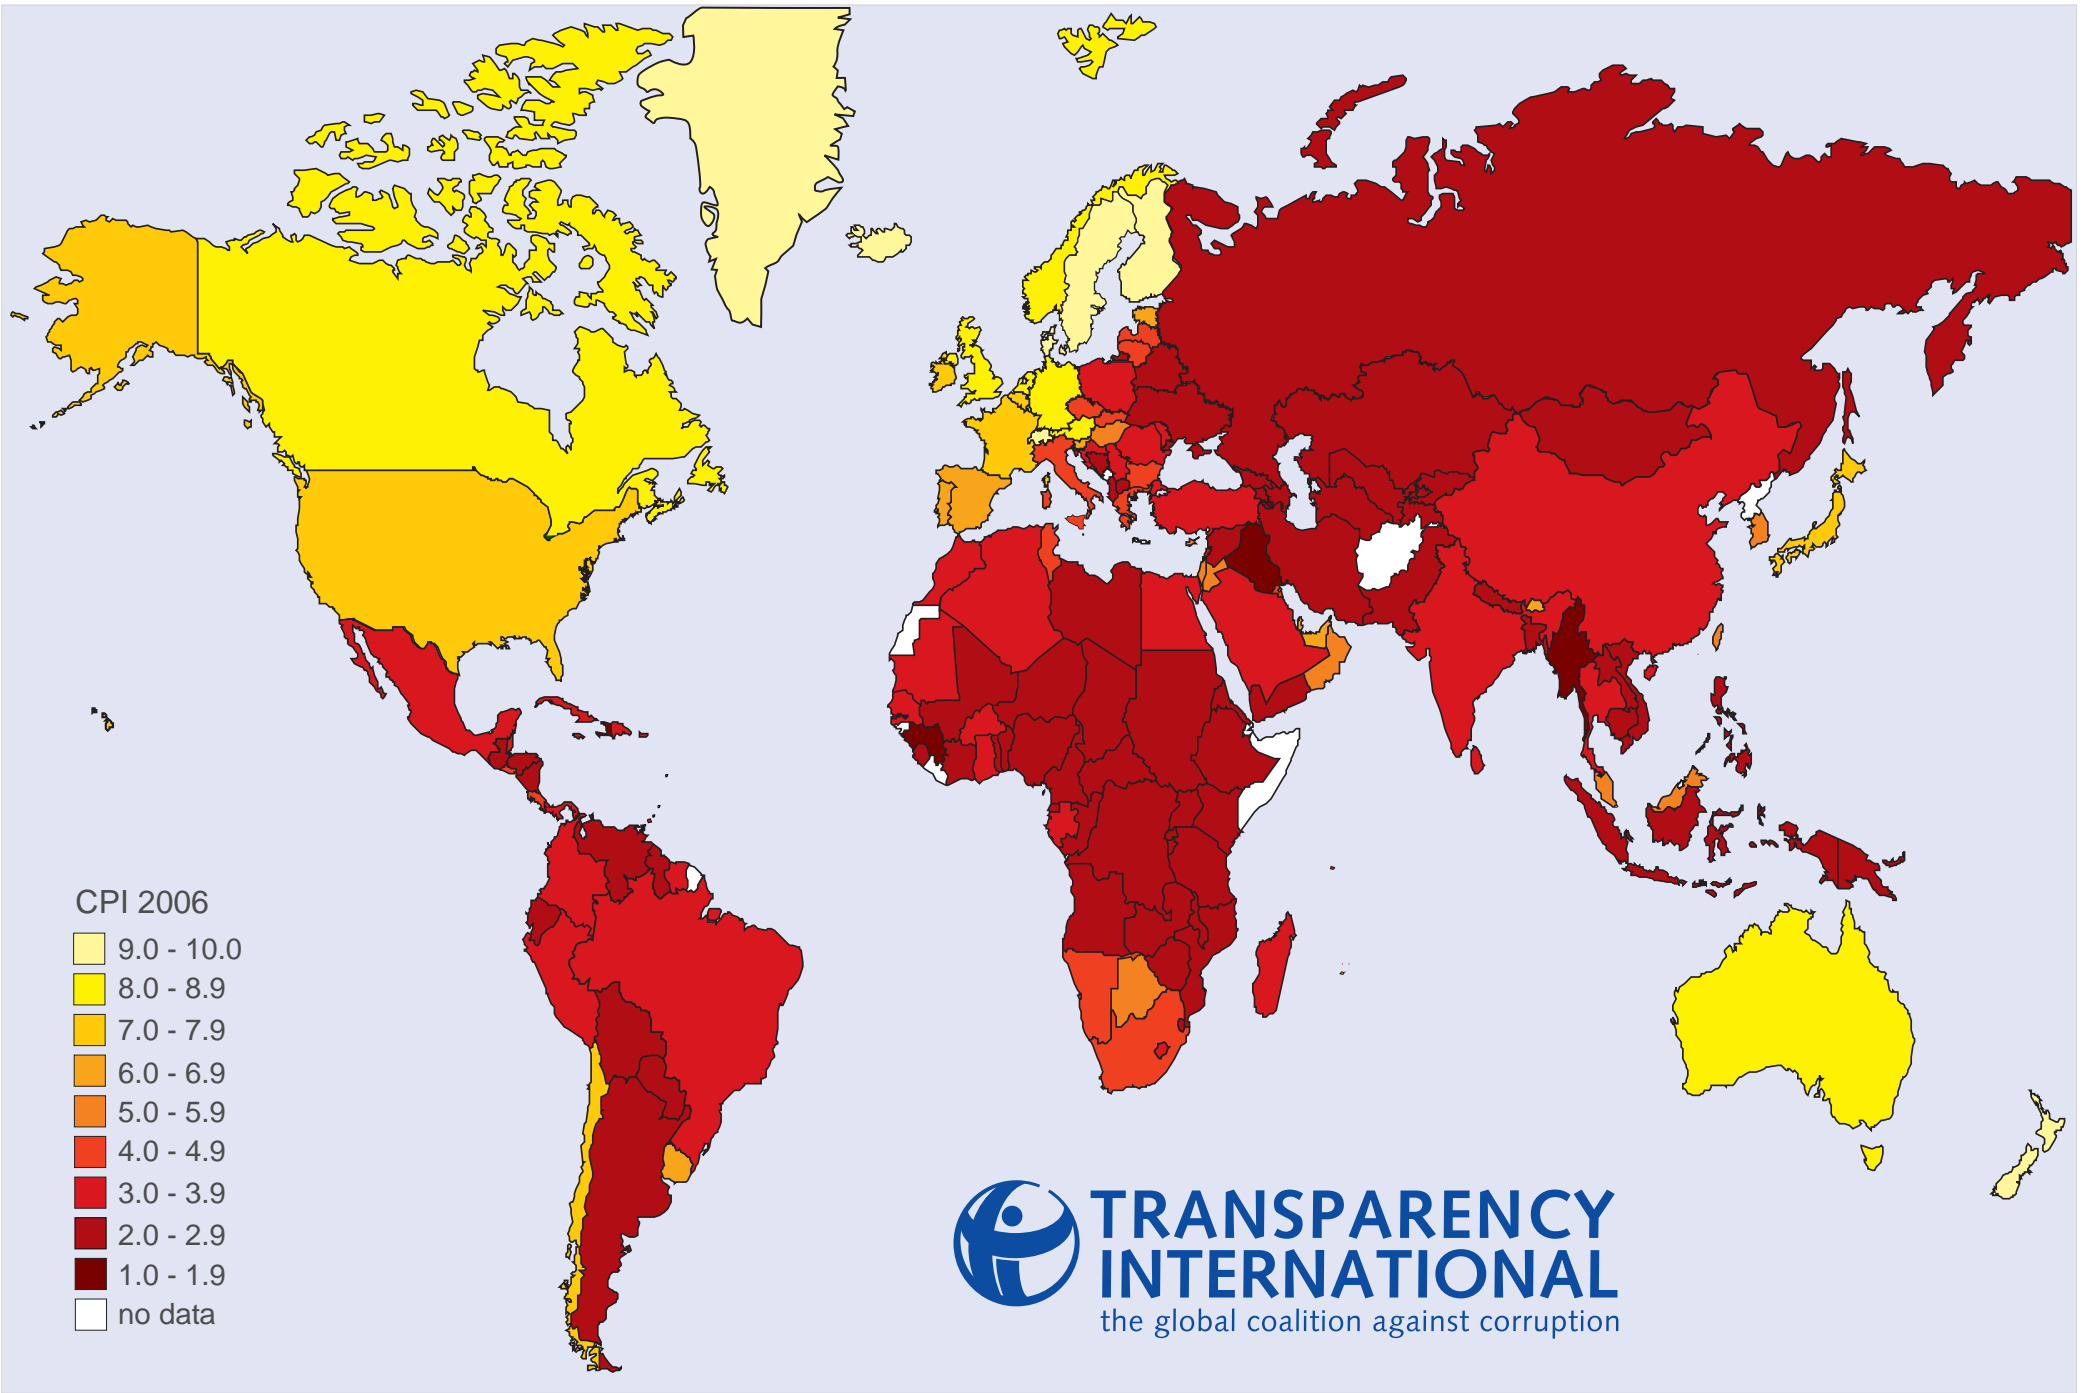 CPI 2006
9.0 - 10.0
8.0 - 8.9
7.0 - 7.9
6.0 - 6.9
5.0 - 5.9
4.0 - 4.9
3.0 - 3.9
2.0 - 2.9
1.0 - 1.9
no data
TRANSPARENCY
INTERNATIONAL
the global coalition against corruption